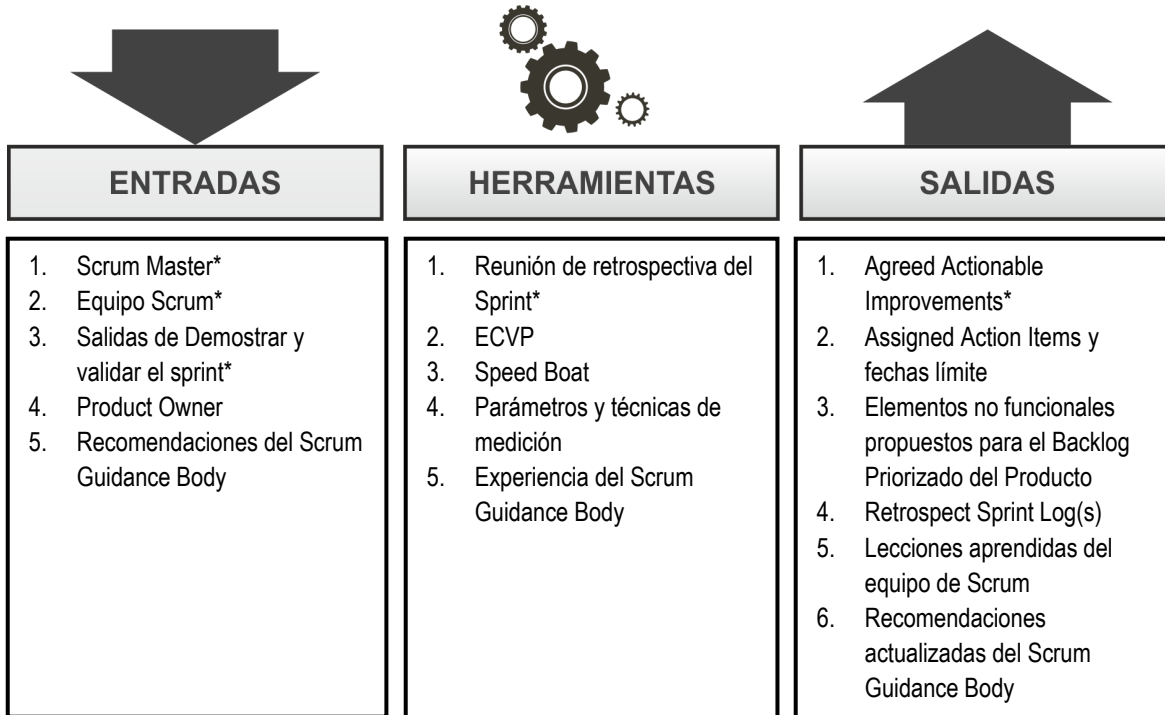 ENTRADAS
1. Scrum Master*
2. Equipo Scrum*
3. Salidas de Demostrar y
validar el sprint*
4. Product Owner
5. Recomendaciones del Scrum
Guidance Body
HERRAMIENTAS
1. Reunión de retrospectiva del
Sprint*
2. ECVP
3. Speed Boat
4. Parámetros y técnicas de
medición
5. Experiencia del Scrum
Guidance Body
SALIDAS
1. Agreed Actionable
Improvements*
2. Assigned Action Items y
fechas límite
3. Elementos no funcionales
propuestos para el Backlog
Priorizado del Producto
4. Retrospect Sprint Log(s)
5. Lecciones aprendidas del
equipo de Scrum
6. Recomendaciones
actualizadas del Scrum
Guidance Body